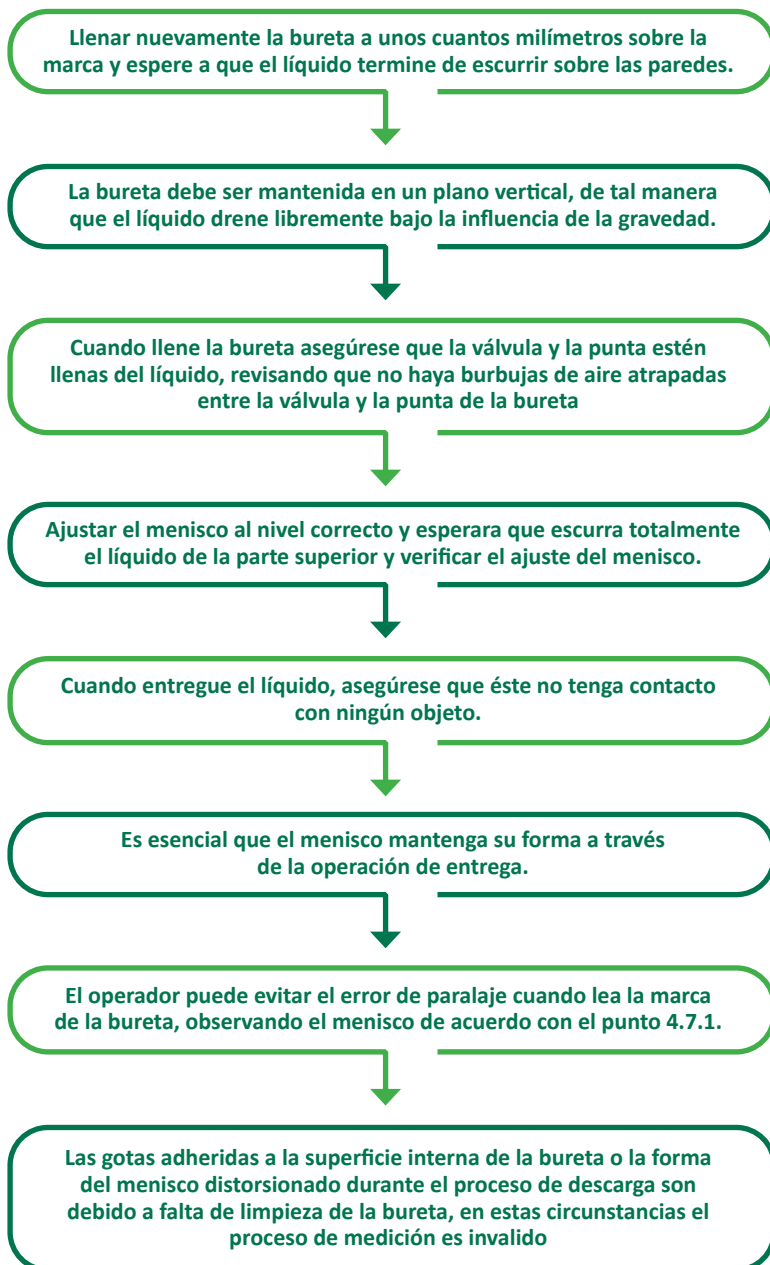 Llenar nuevamente la bureta a unos cuantos milímetros sobre la
marca y espere a que el líquido termine de escurrir sobre las paredes.
La bureta debe ser mantenida en un plano vertical, de tal manera
que el líquido drene libremente bajo la influencia de la gravedad.
Cuando llene la bureta asegúrese que la válvula y la punta estén
llenas del líquido, revisando que no haya burbujas de aire atrapadas
entre la válvula y la punta de la bureta
Ajustar el menisco al nivel correcto y esperara que escurra totalmente
el líquido de la parte superior y verificar el ajuste del menisco.
Cuando entregue el líquido, asegúrese que éste no tenga contacto
con ningún objeto.
Es esencial que el menisco mantenga su forma a través
de la operación de entrega.
El operador puede evitar el error de paralaje cuando lea la marca
de la bureta, observando el menisco de acuerdo con el punto 4.7.1.
Las gotas adheridas a la superficie interna de la bureta o la forma
del menisco distorsionado durante el proceso de descarga son
debido a falta de limpieza de la bureta, en estas circunstancias el
proceso de medición es invalido